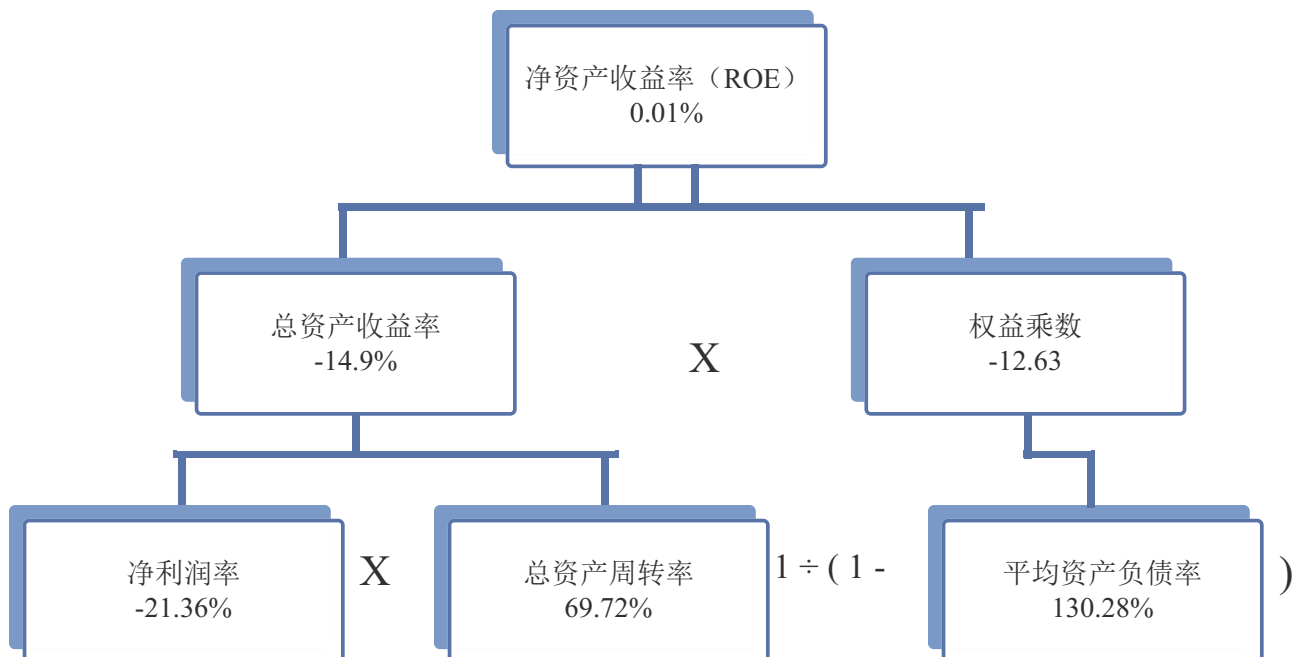 净资产收益率（ROE）
0.01%
总资产收益率
-14.9%
X
权益乘数
-12.63
净利润率
-21.36%
X
总资产周转率
69.72%
1 ÷ ( 1 -
平均资产负债率
130.28%
)